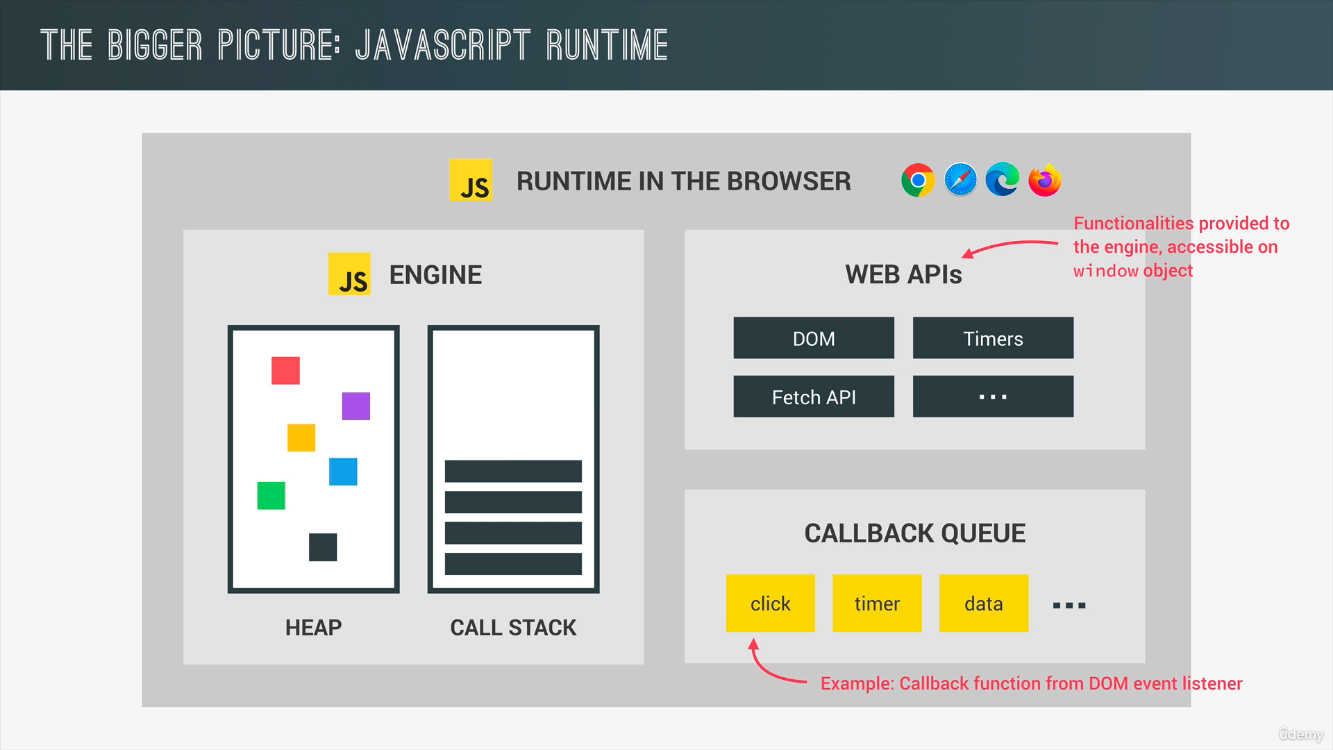 THE BIGGER PICTURE: JAVASCRIPT RUNTIME
JS RUNTIME IN THE BROWSER
Functionalities provided to
the engine, accessible on
window object
JS ENGINE
WEB APIs
DOM
Timers
Fetch API
...
CALLBACK QUEUE
click
timer
data
...
HEAP
CALL STACK
Example: Callback function from DOM event listener
ûdemy